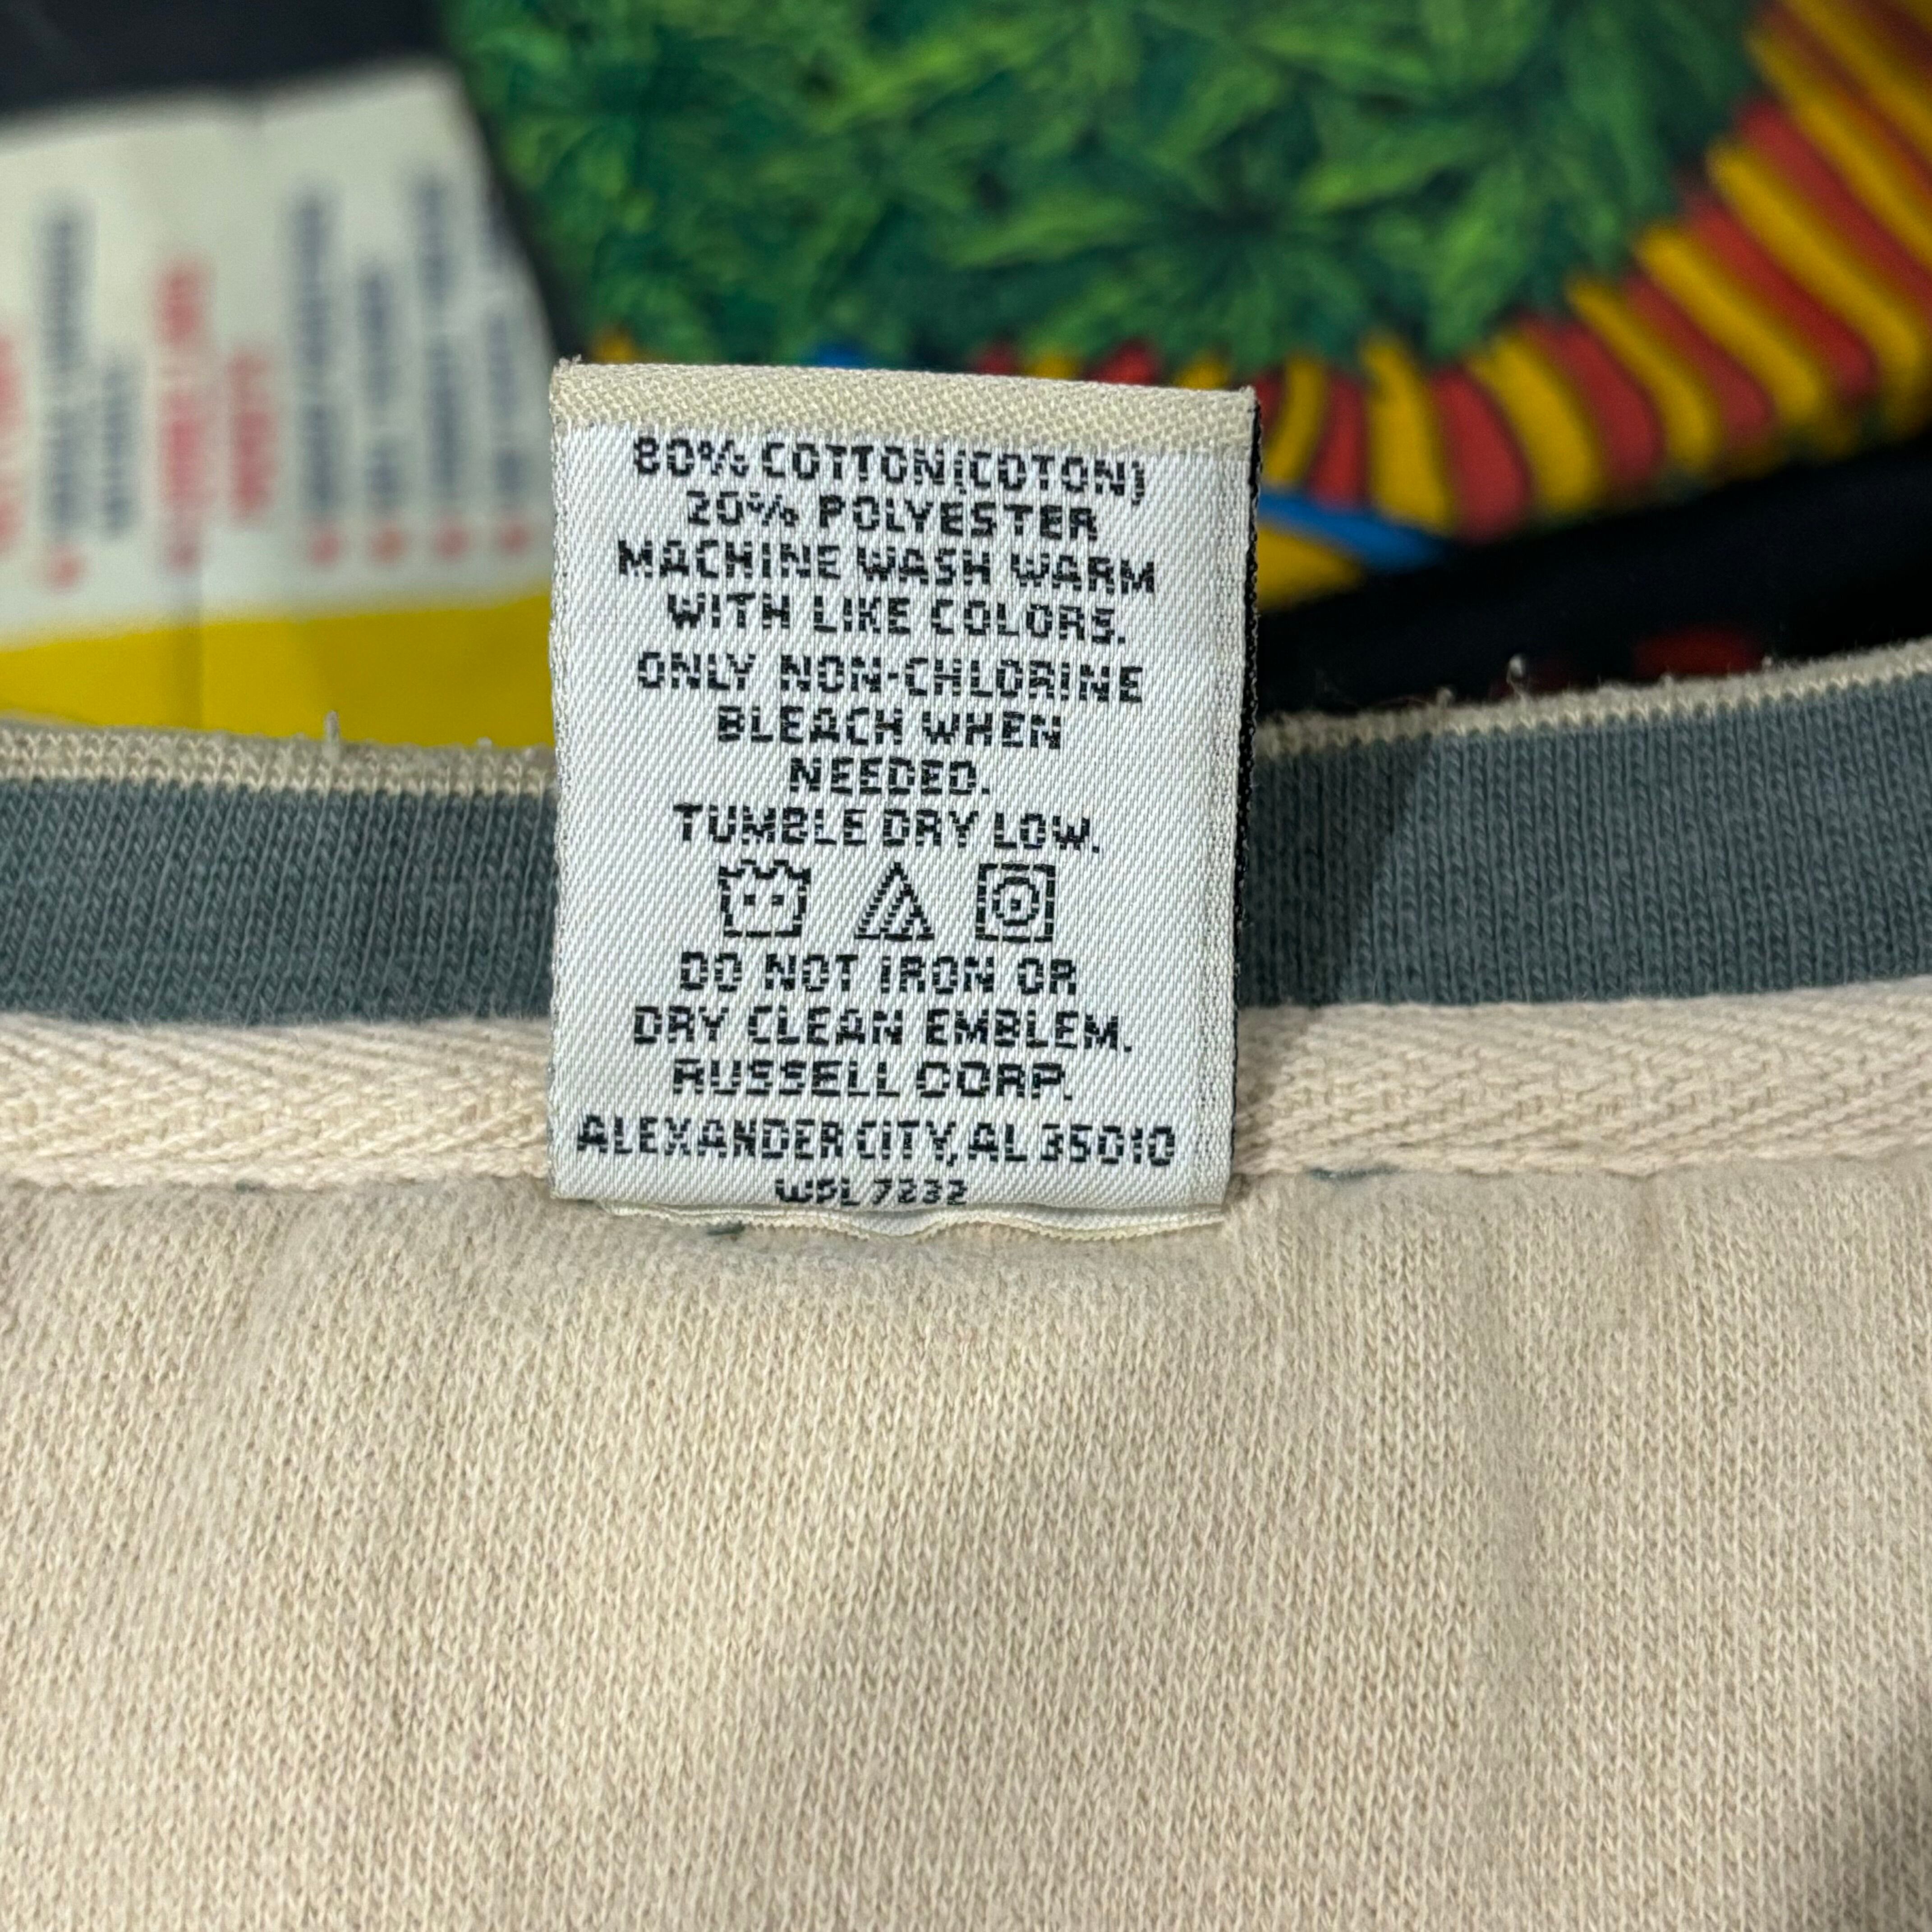 80% COTTON(COTON)
20% POLYESTER
MACHINE WASH WARM
WITH LIKE COLORS.
ONLY NON-CHLORINE
BLEACH WHEN
NEEDED.
TUMBLE DRY LOW.
DO NOT IRON OR
DRY CLEAN EMBLEM.
RUSSELL CORP.
ALEXANDER CITY, AL 35010
WPL 7232